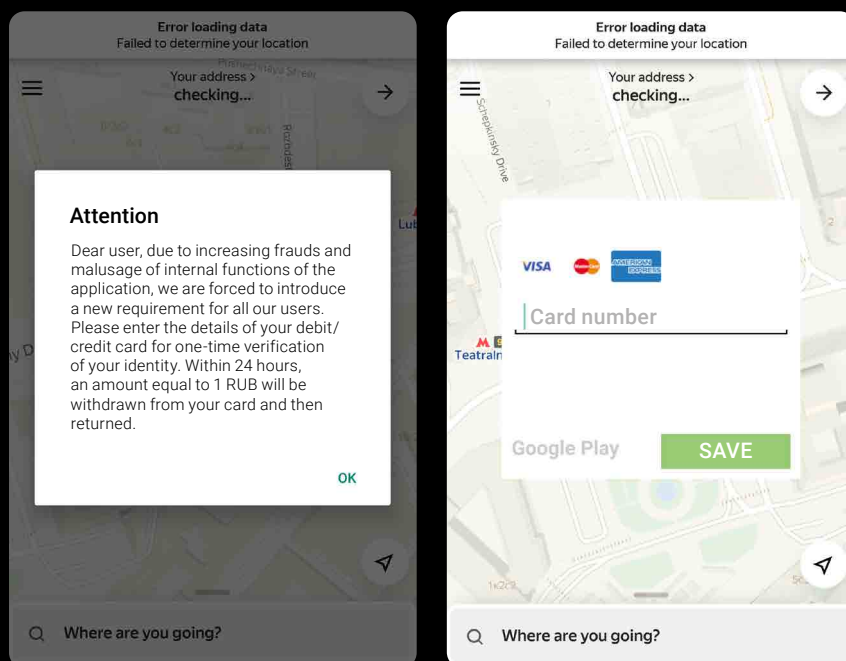 Error loading data
Failed to determine your location
Your address >
checking...
Attention
Dear user, due to increasing frauds and
malusage of internal functions of the
application, we are forced to introduce
a new requirement for all our users.
Please enter the details of your debit/
credit card for one-time verification
of your identity. Within 24 hours,
an amount equal to 1 RUB will be
withdrawn from your card and then
returned.
OK
Where are you going?
Error loading data
Failed to determine your location
Your address >
checking...
Schepkinsky Drive
VISA
MasterCard
AMERICAN
EXPRESS
Card number
Teatraln
Google Play
SAVE
Where are you going?